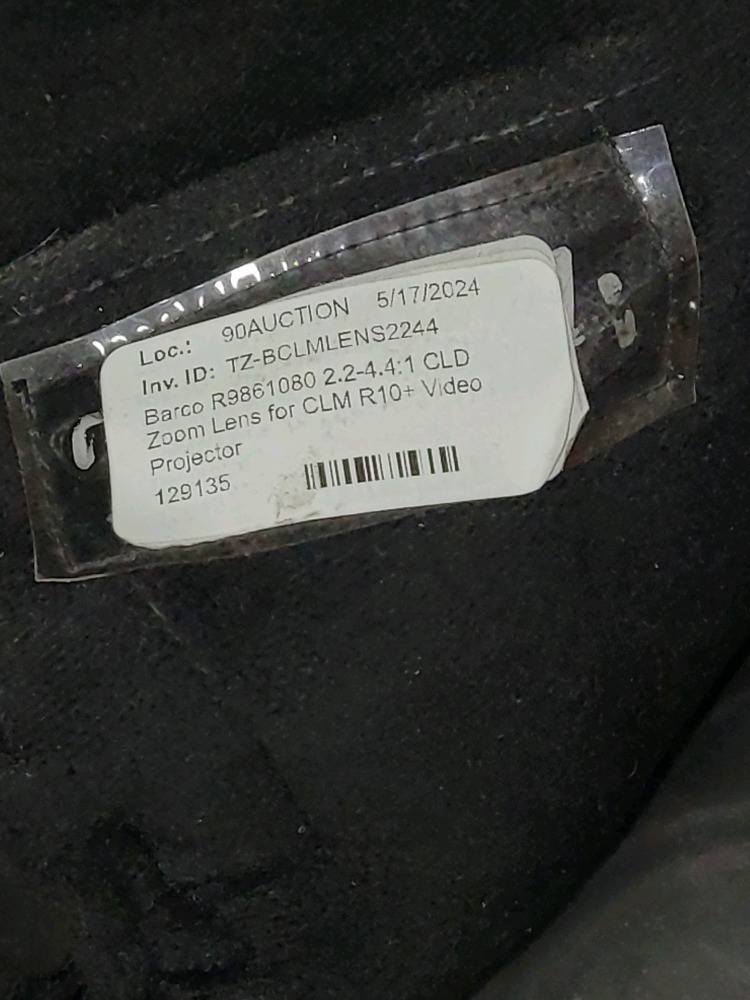 Loc.: 90AUCTION 5/17/2024
Inv. ID: TZ-BCLMLENS2244
Barco R9861080 2.2-4.4:1 CLD
Zoom Lens for CLM R10+ Video
Projector
129135